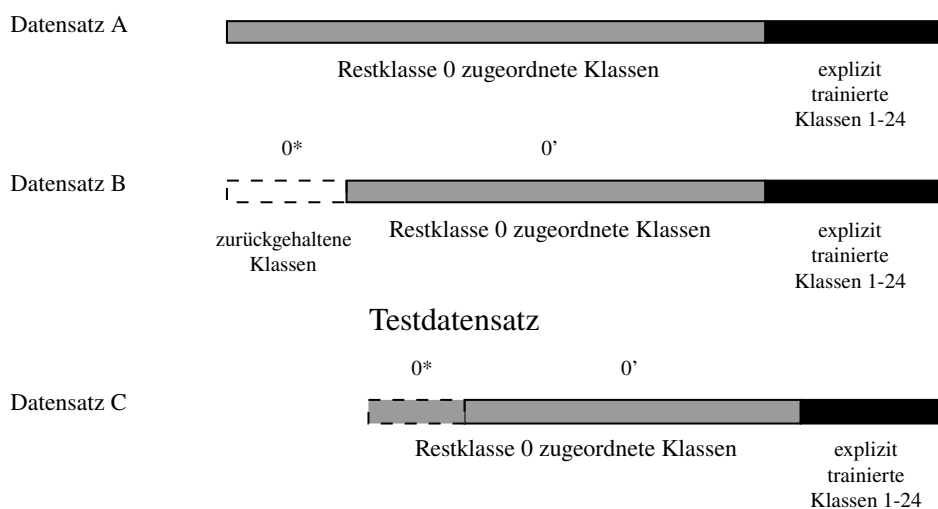 Datensatz A
Restklasse 0 zugeordnete Klassen
explizit
trainierte
Klassen 1-24
0*
0’
Datensatz B
zurückgehaltene
Klassen
Restklasse 0 zugeordnete Klassen
explizit
trainierte
Klassen 1-24
Testdatensatz
0*
0’
Datensatz C
Restklasse 0 zugeordnete Klassen
explizit
trainierte
Klassen 1-24